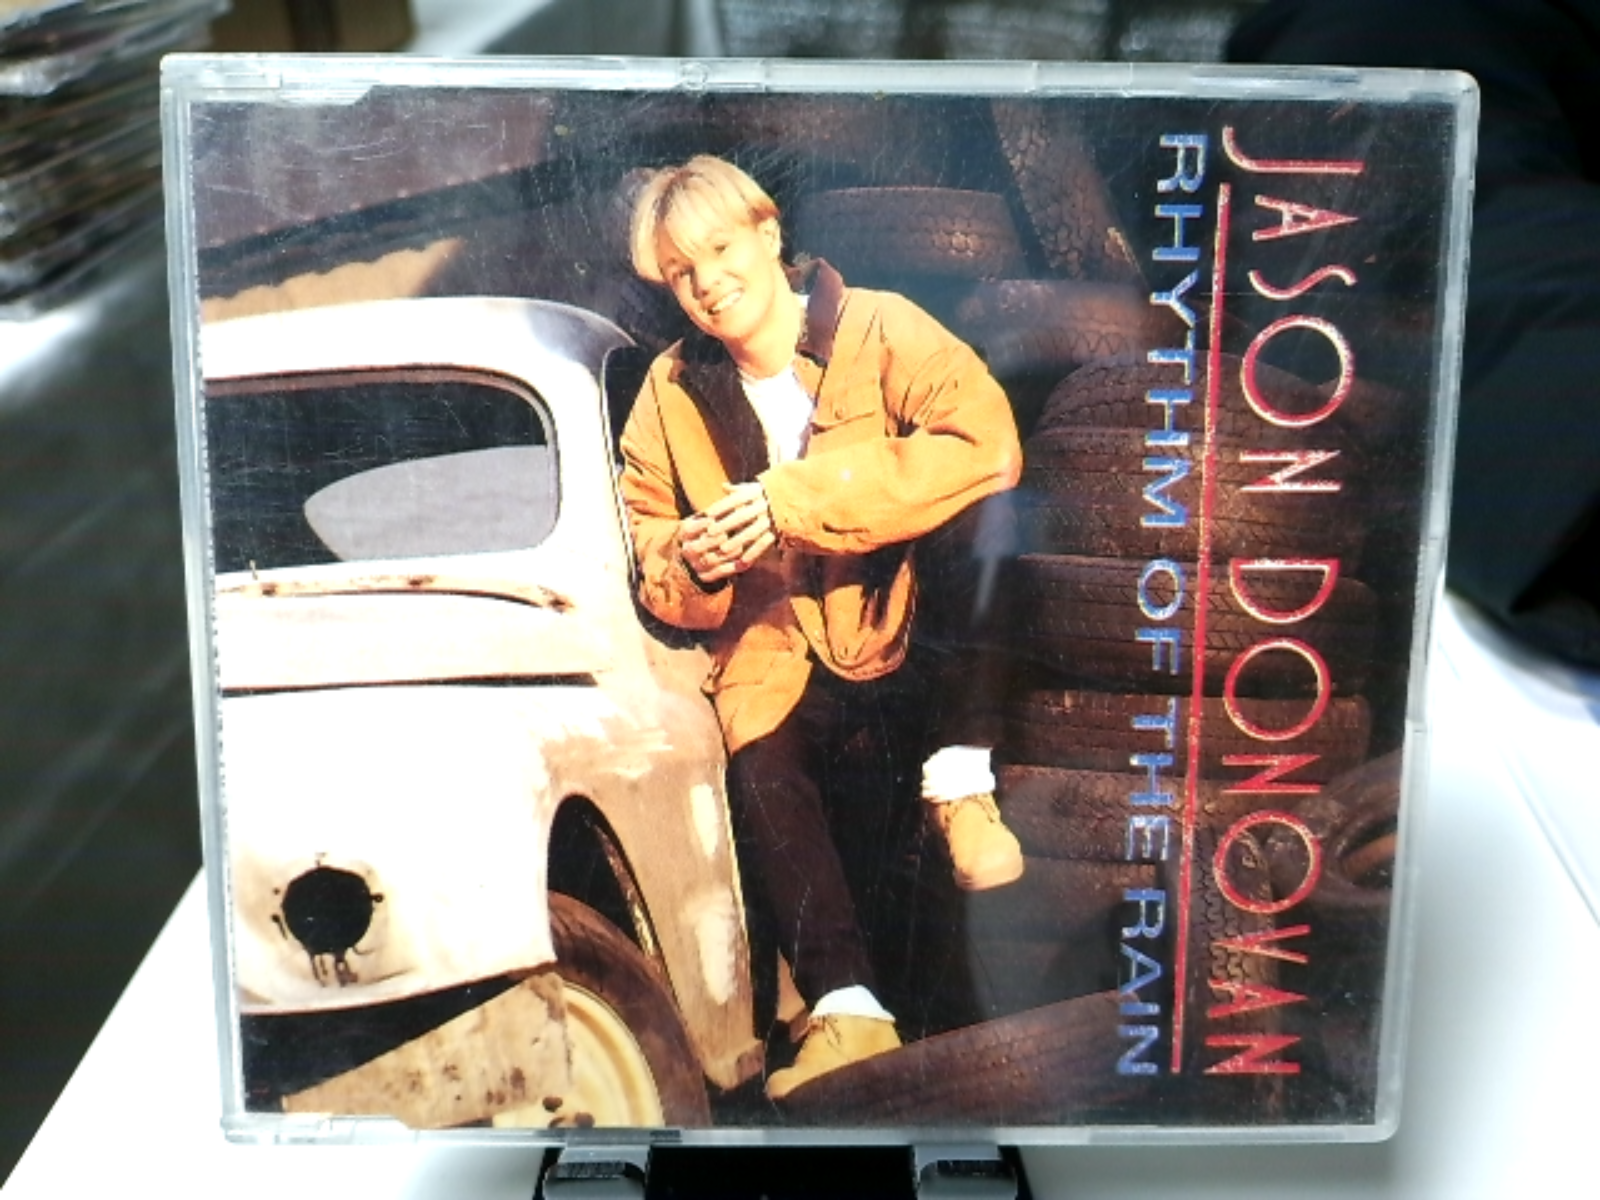 JASON DONOVAN
RHYTHM OF THE RAIN